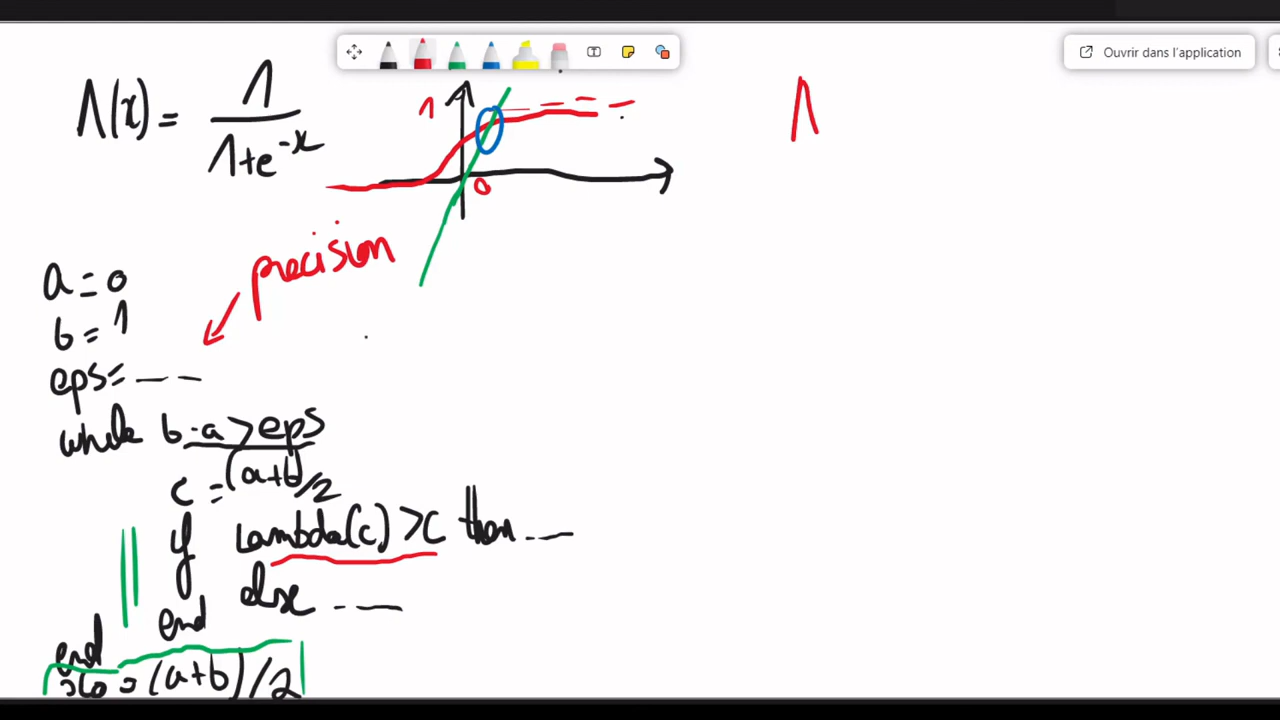 Ouvrir dans l'application
Λ(x) = 1 / 1+e^-x
1
0
Λ
precision
a = 0
b = 1
eps = ---
while b-a > eps
c = (a+b)/2
if Lambda(c) > c then ---
else ---
end
end
x0 = (a+b)/2